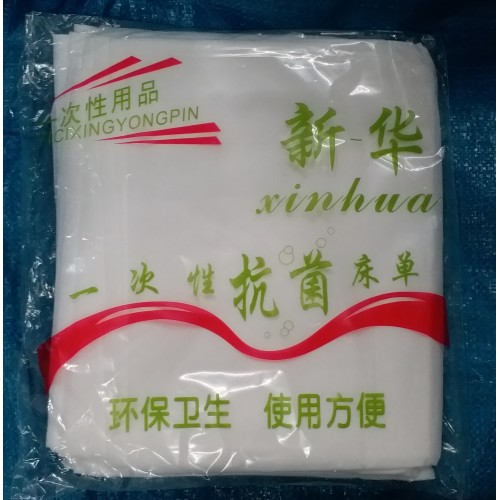 一次性用品
CIXINGYONGPIN
新华
xinhua
一次性抗菌床单
环保卫生 使用方便